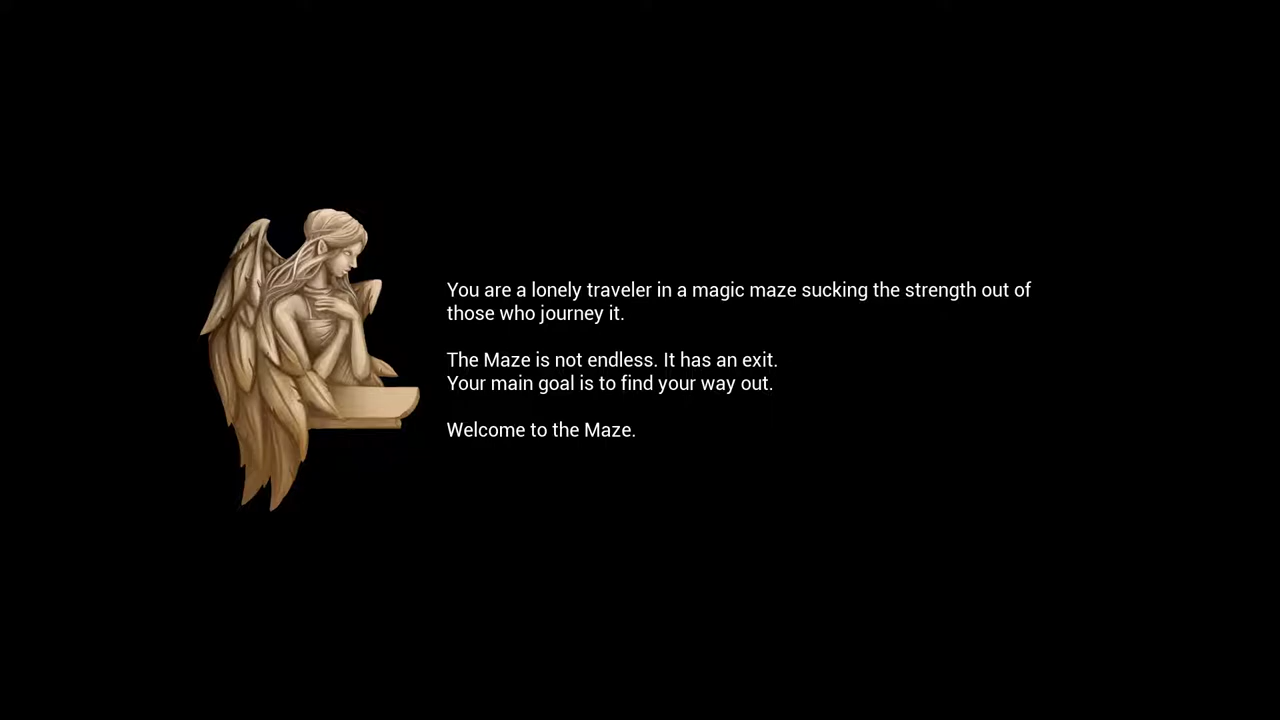 You are a lonely traveler in a magic maze sucking the strength out of
those who journey it.
The Maze is not endless. It has an exit.
Your main goal is to find your way out.
Welcome to the Maze.